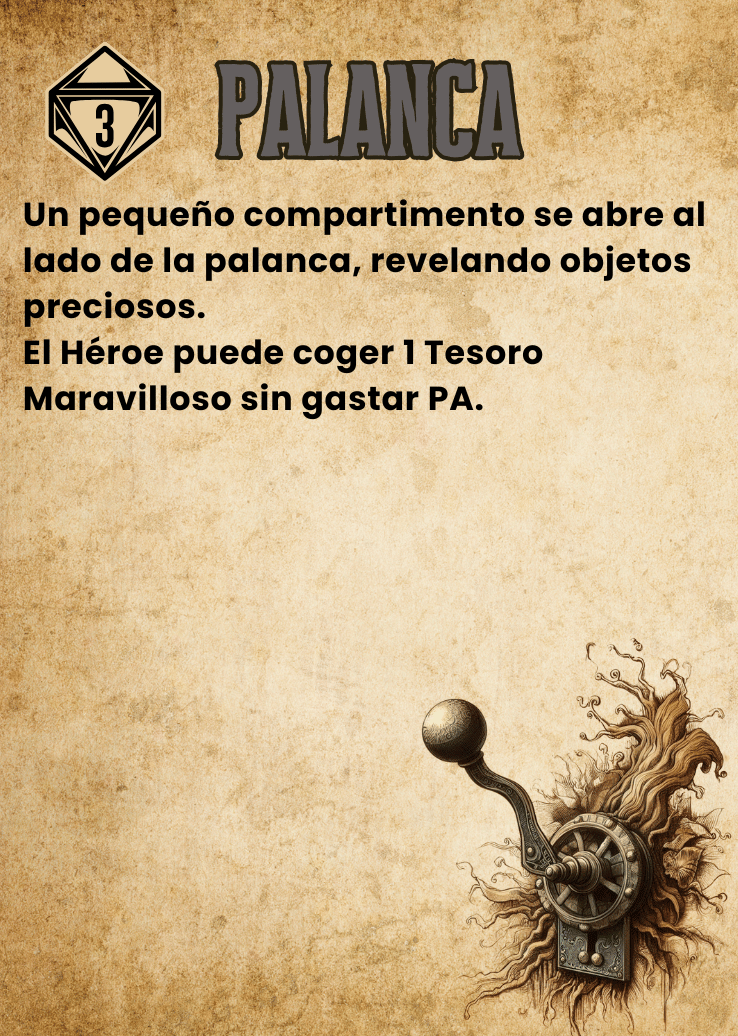 3
PALANCA
Un pequeño compartimento se abre al
lado de la palanca, revelando objetos
preciosos.
El Héroe puede coger 1 Tesoro
Maravilloso sin gastar PA.